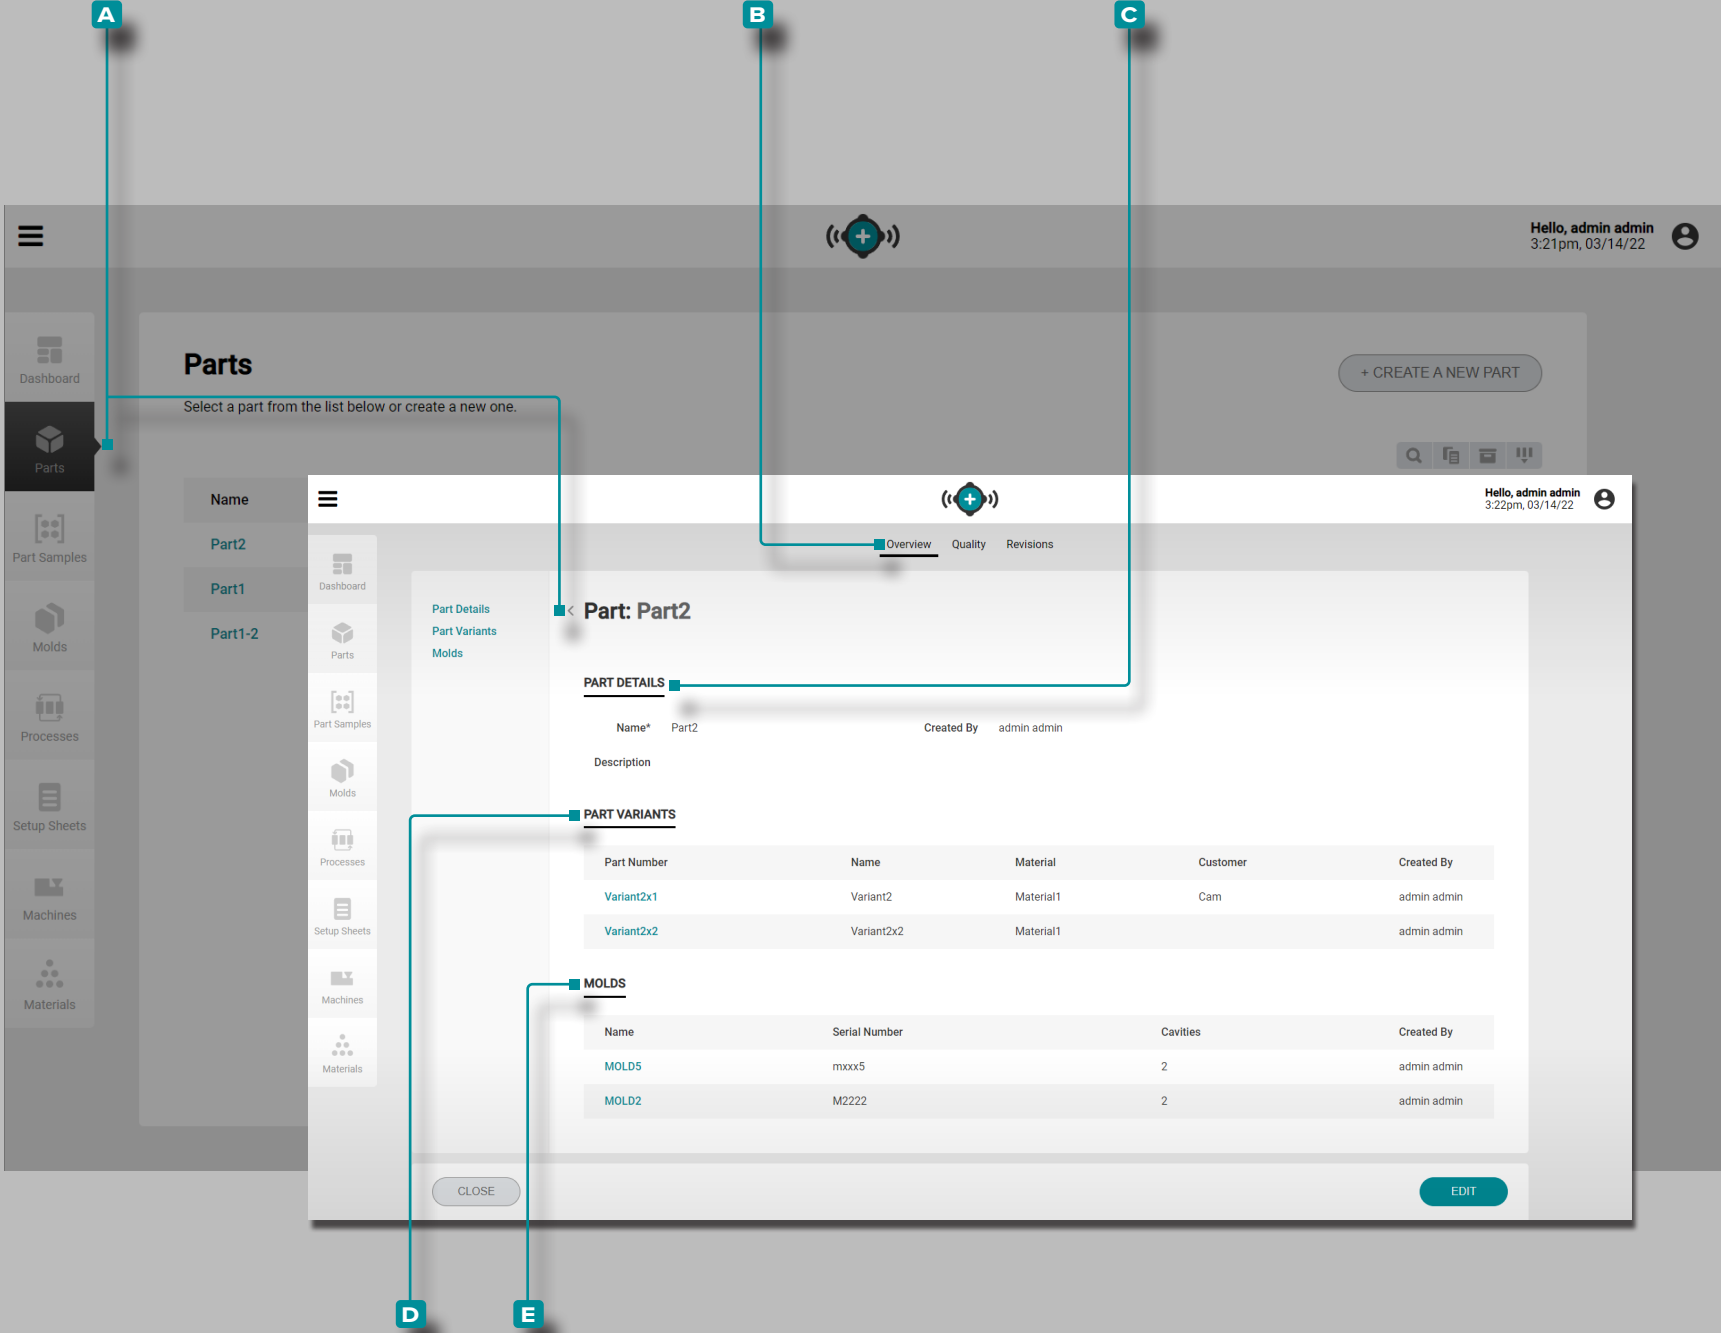 A
B
C
Hello, admin admin
3:21pm, 03/14/22
Dashboard
Parts
Part Samples
Molds
Processes
Setup Sheets
Machines
Materials
Parts
Select a part from the list below or create a new one.
+ CREATE A NEW PART
Name
Part2
Part1
Part1-2
Hello, admin admin
3:22pm, 03/14/22
Overview Quality Revisions
Dashboard
Parts
Part Samples
Molds
Processes
Setup Sheets
Machines
Materials
Part Details
Part Variants
Molds
< Part: Part2
PART DETAILS
Name* Part2 Created By admin admin
Description
PART VARIANTS
Part Number Name Material Customer Created By
Variant2x1 Variant2 Material1 Cam admin admin
Variant2x2 Variant2x2 Material1 admin admin
MOLDS
Name Serial Number Cavities Created By
MOLD5 mxxx5 2 admin admin
MOLD2 M2222 2 admin admin
CLOSE
EDIT
D
E